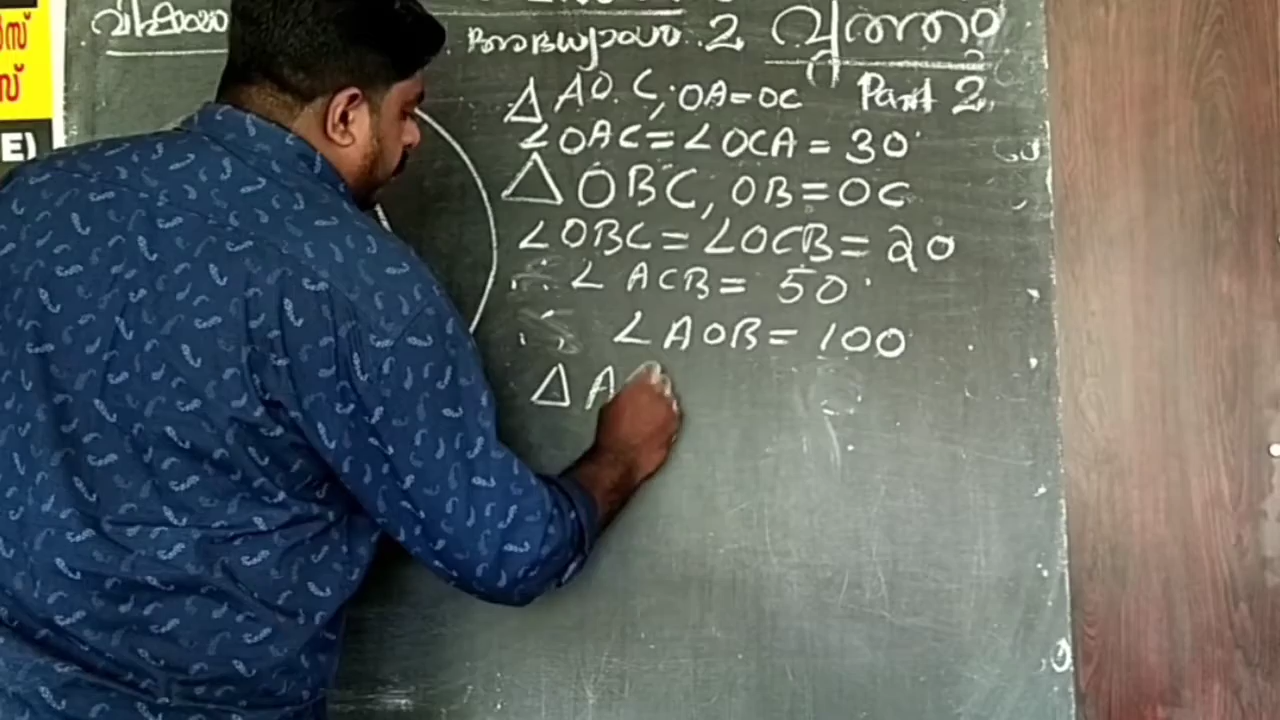 വിഷയം
അദ്ധ്യായം 2 വൃത്തം
Part 2
△ AOC, OA=OC
∠OAC=∠OCA=30°
△OBC, OB=OC
∠OBC=∠OCB=20
∴ ∠ACB=50°
∴ ∠AOB=100
△A
E)